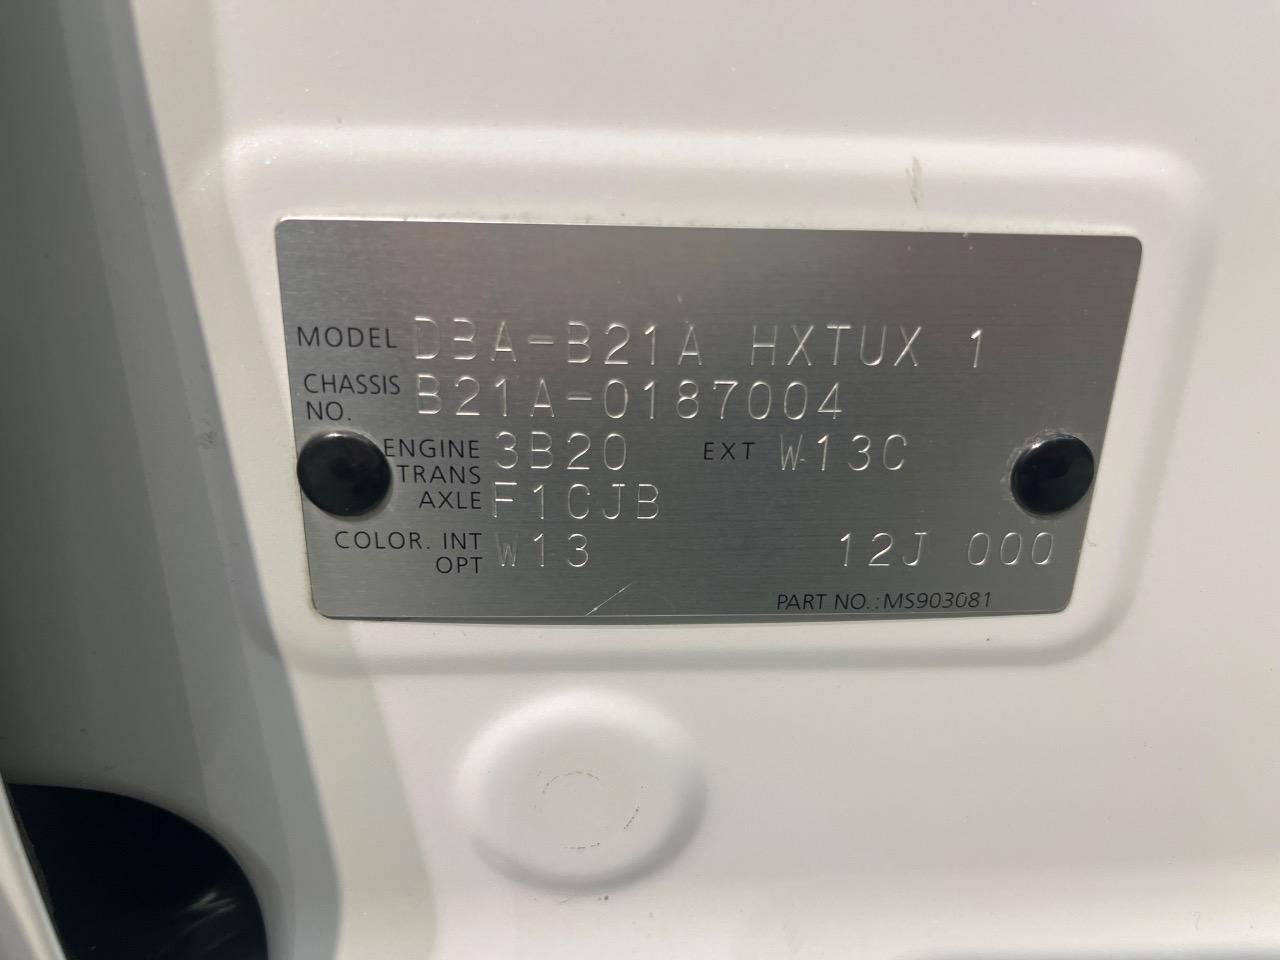 MODEL DBA-B21A HXTUX 1
CHASSIS NO. B21A-0187004
ENGINE 3B20 EXT W13C
TRANS AXLE F1CJB
COLOR. INT OPT W13 12J 000
PART NO.:MS903081